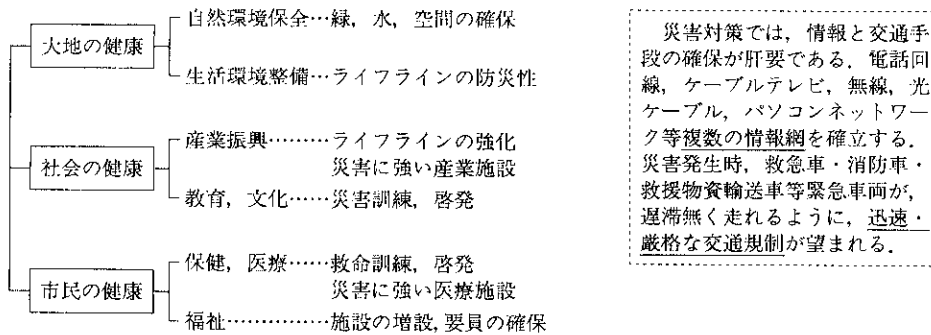 自然環境保全…緑，水，空間の確保
大地の健康
生活環境整備…ライフラインの防災性
産業振興………ライフラインの強化
災害に強い産業施設
社会の健康
教育，文化……災害訓練，啓発
保健，医療……救命訓練，啓発
災害に強い医療施設
市民の健康
福祉……………施設の増設，要員の確保
災害対策では，情報と交通手
段の確保が肝要である．電話回
線，ケーブルテレビ，無線，光
ケーブル，パソコンネットワー
ク等複数の情報網を確立する．
災害発生時，救急車・消防車・
救援物資輸送車等緊急車両が，
遅滞無く走れるように，迅速・
厳格な交通規制が望まれる．